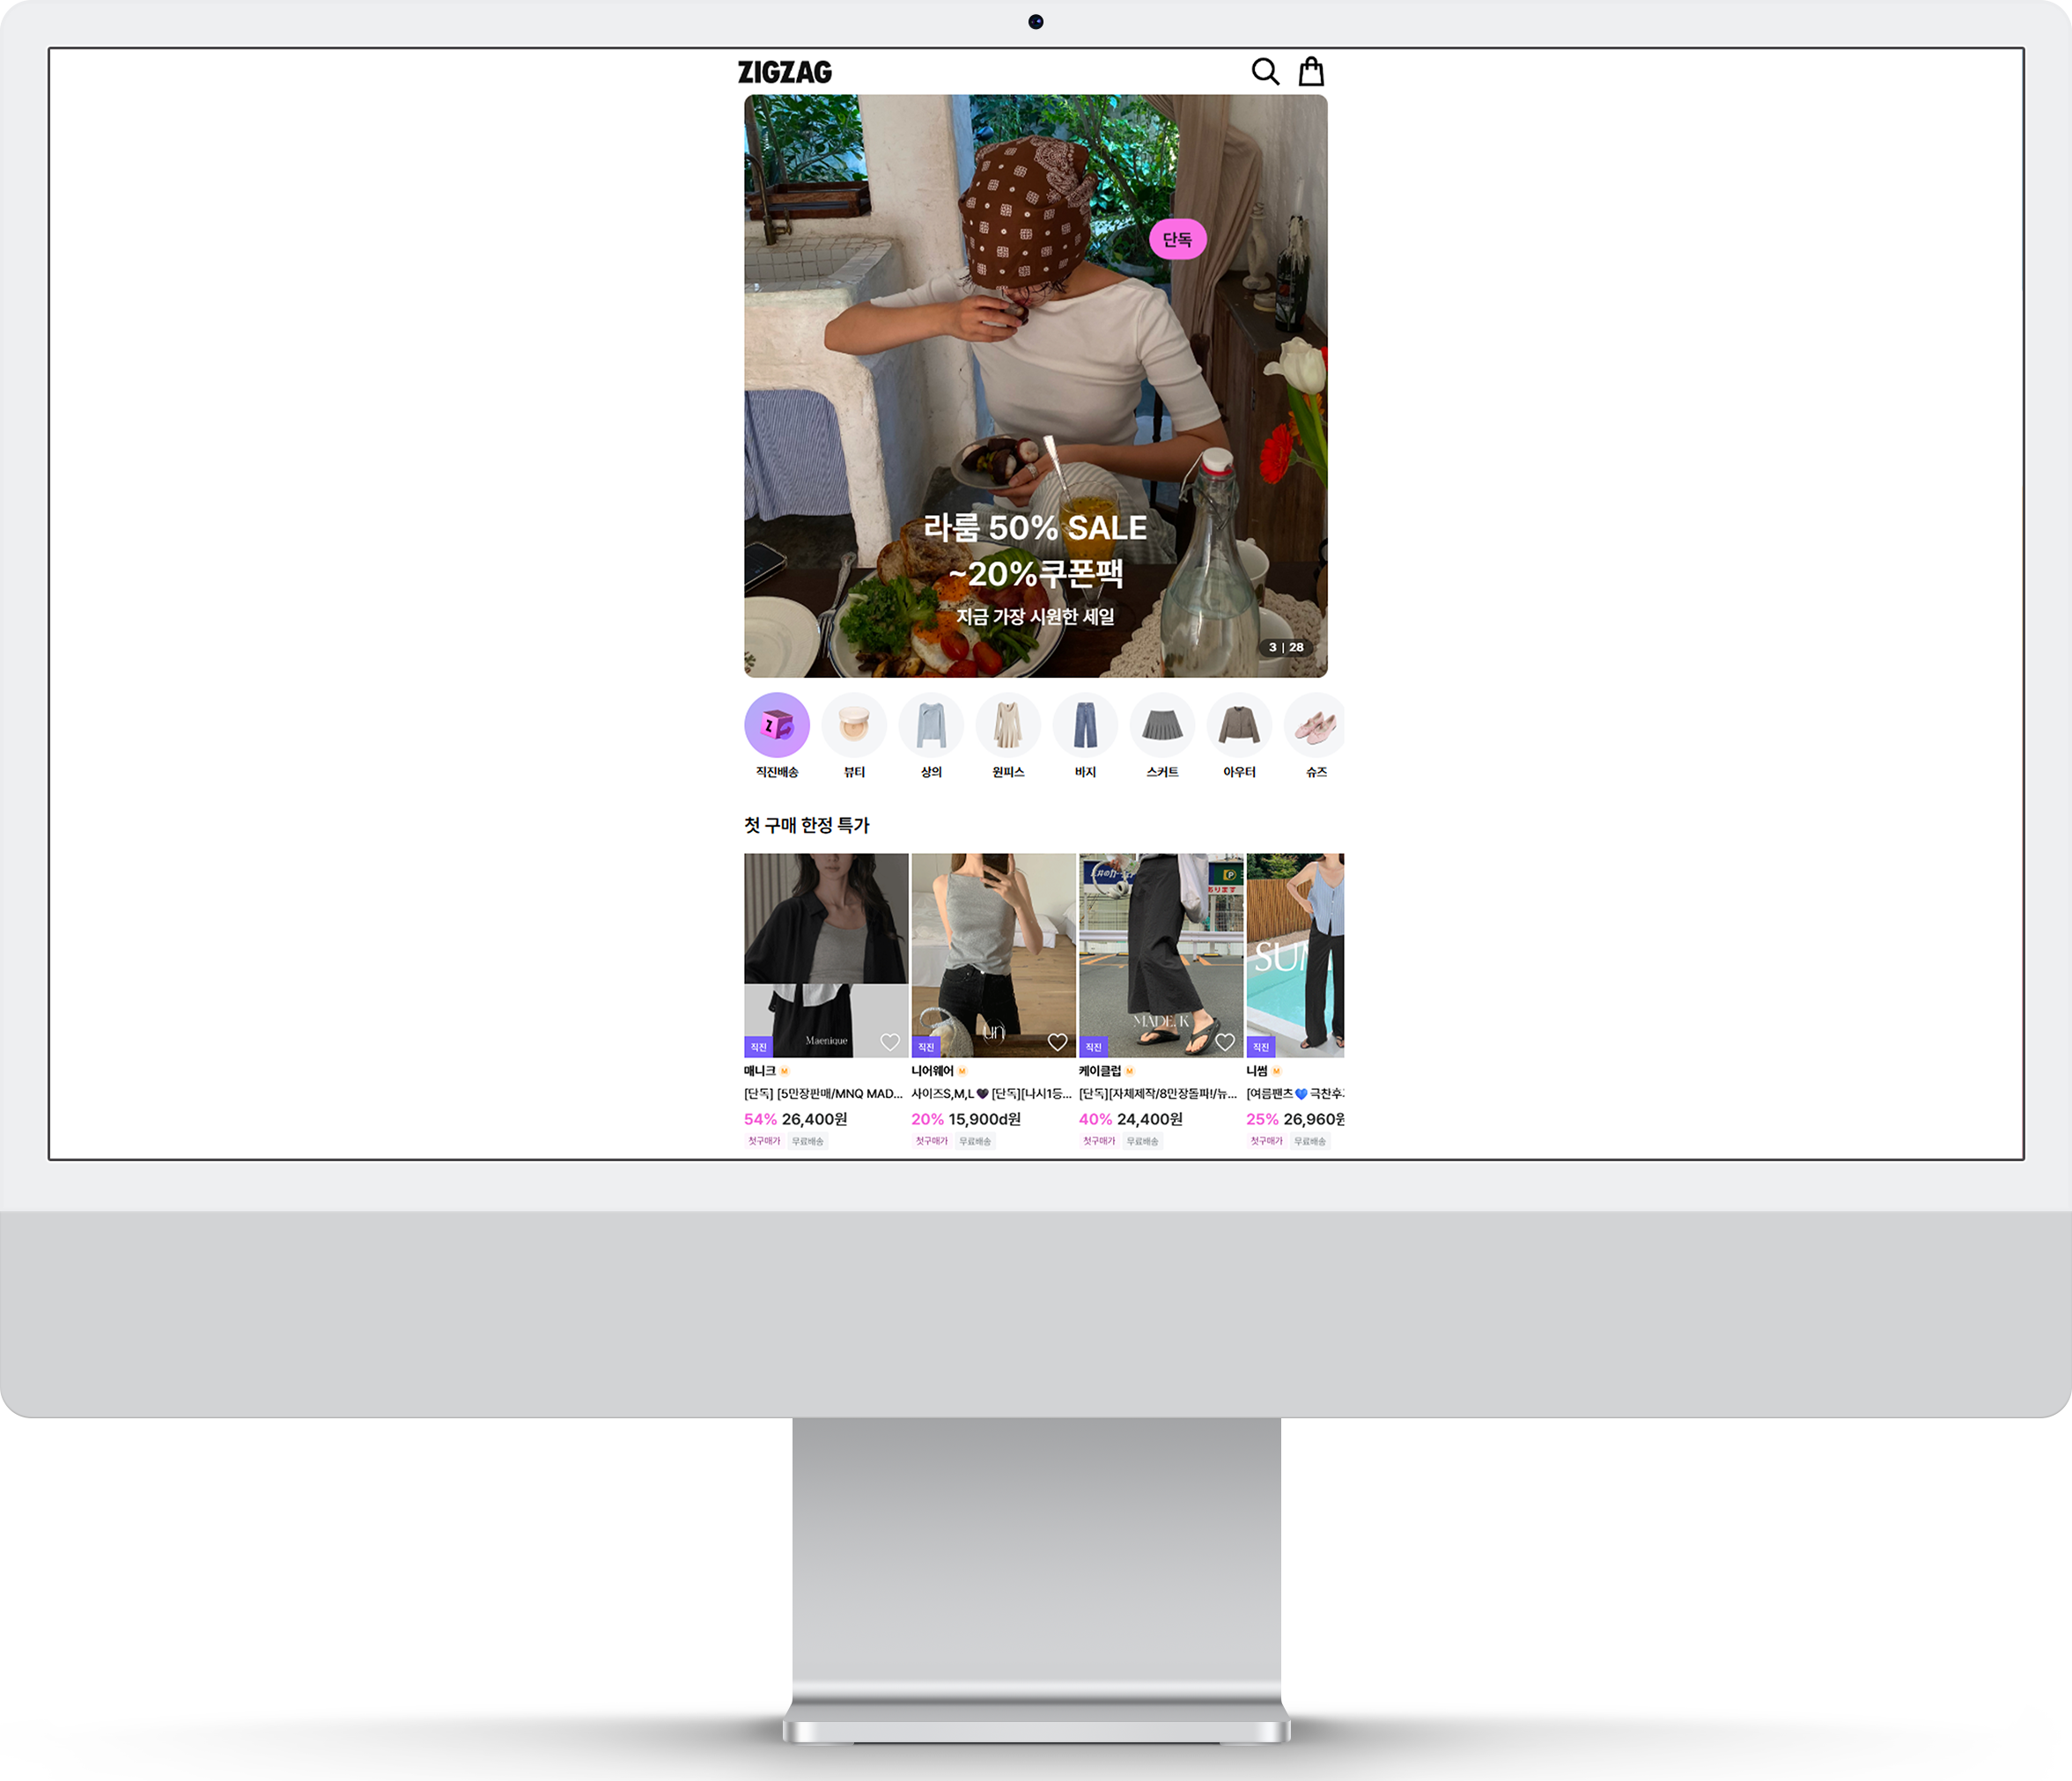 ZIGZAG
단독
라룸 50% SALE
~20%쿠폰팩
지금 가장 시원한 세일
3 | 28
직진배송
뷰티
상의
원피스
바지
스커트
아우터
슈즈
첫 구매 한정 특가
Maenique
un
MADE. K
P
SUM
직진
직진
직진
직진
매니크 M
니어웨어 M
케이클럽 M
니썸 M
[단독] [5만장판매/MNQ MAD...
사이즈S,M,L🖤 [단독][나시1등...
[단독][자체제작/8만장돌파!/뉴...
[여름팬츠💙 극찬후
54% 26,400원
20% 15,900d원
40% 24,400원
25% 26,960원
첫구매가 무료배송
첫구매가 무료배송
첫구매가 무료배송
첫구매가 무료배송